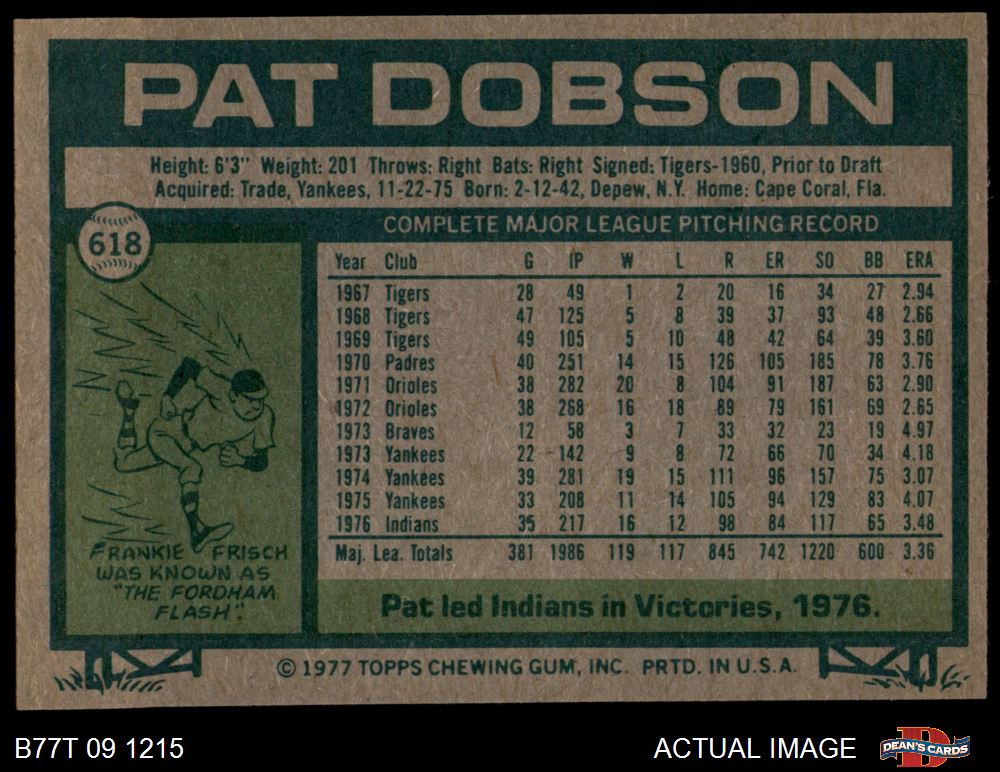 PAT DOBSON
Height: 6'3" Weight: 201 Throws: Right Bats: Right Signed: Tigers-1960, Prior to Draft
Acquired: Trade, Yankees, 11-22-75 Born: 2-12-42, Depew, N.Y. Home: Cape Coral, Fla.
618
COMPLETE MAJOR LEAGUE PITCHING RECORD
Year Club G IP W L R ER SO BB ERA
1967 Tigers 28 49 1 2 20 16 34 27 2.94
1968 Tigers 47 125 5 8 39 37 93 48 2.66
1969 Tigers 49 105 5 10 48 42 64 39 3.60
1970 Padres 40 251 14 15 126 105 185 78 3.76
1971 Orioles 38 282 20 8 104 91 187 63 2.90
1972 Orioles 38 268 16 18 89 79 161 69 2.65
1973 Braves 12 58 3 7 33 32 23 19 4.97
1973 Yankees 22 142 9 8 72 66 70 34 4.18
1974 Yankees 39 281 19 15 111 96 157 75 3.07
1975 Yankees 33 208 11 14 105 94 129 83 4.07
1976 Indians 35 217 16 12 98 84 117 65 3.48
Maj. Lea. Totals 381 1986 119 117 845 742 1220 600 3.36
FRANKIE FRISCH
WAS KNOWN AS
"THE FORDHAM
FLASH".
Pat led Indians in Victories, 1976.
© 1977 TOPPS CHEWING GUM, INC. PRTD. IN U.S.A.
B77T 09 1215
ACTUAL IMAGE
DEAN'S CARDS